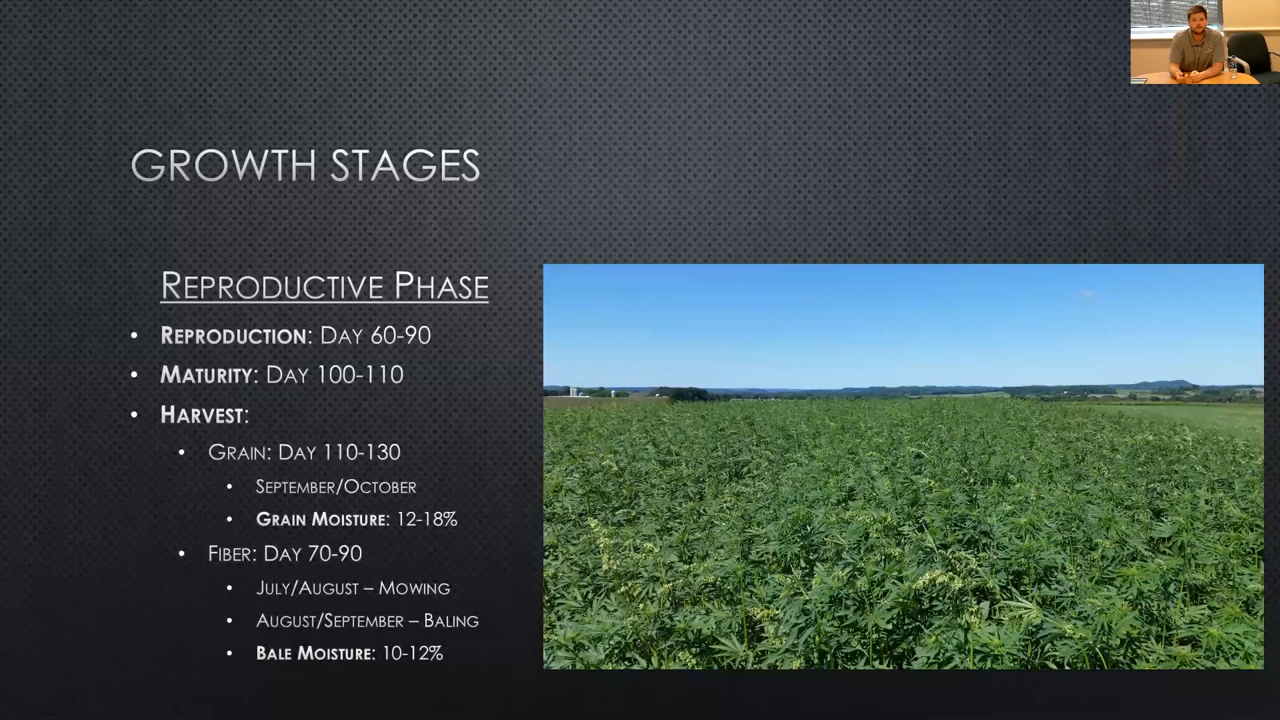 GROWTH STAGES
REPRODUCTIVE PHASE
• REPRODUCTION: DAY 60-90
• MATURITY: DAY 100-110
• HARVEST:
• GRAIN: DAY 110-130
• SEPTEMBER/OCTOBER
• GRAIN MOISTURE: 12-18%
• FIBER: DAY 70-90
• JULY/AUGUST – MOWING
• AUGUST/SEPTEMBER – BALING
• BALE MOISTURE: 10-12%